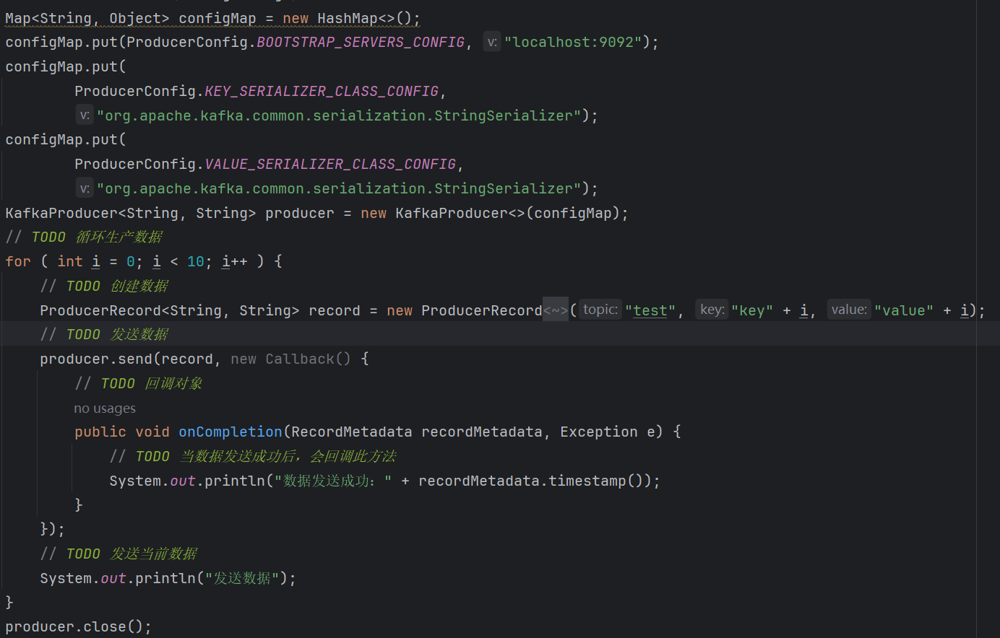 Map<String, Object> configMap = new HashMap<>();
configMap.put(ProducerConfig.BOOTSTRAP_SERVERS_CONFIG, v: "localhost:9092");
configMap.put(
ProducerConfig.KEY_SERIALIZER_CLASS_CONFIG,
v: "org.apache.kafka.common.serialization.StringSerializer");
configMap.put(
ProducerConfig.VALUE_SERIALIZER_CLASS_CONFIG,
v: "org.apache.kafka.common.serialization.StringSerializer");
KafkaProducer<String, String> producer = new KafkaProducer<>(configMap);
// TODO 循环生产数据
for ( int i = 0; i < 10; i++ ) {
// TODO 创建数据
ProducerRecord<String, String> record = new ProducerRecord<~>( topic: "test", key: "key" + i, value: "value" + i);
// TODO 发送数据
producer.send(record, new Callback() {
// TODO 回调对象
no usages
public void onCompletion(RecordMetadata recordMetadata, Exception e) {
// TODO 当数据发送成功后，会回调此方法
System.out.println("数据发送成功：" + recordMetadata.timestamp());
}
});
// TODO 发送当前数据
System.out.println("发送数据");
}
producer.close();